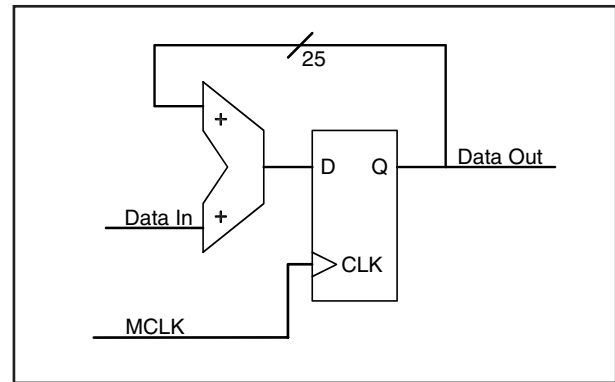 25
+
D Q Data Out
Data In +
CLK
MCLK